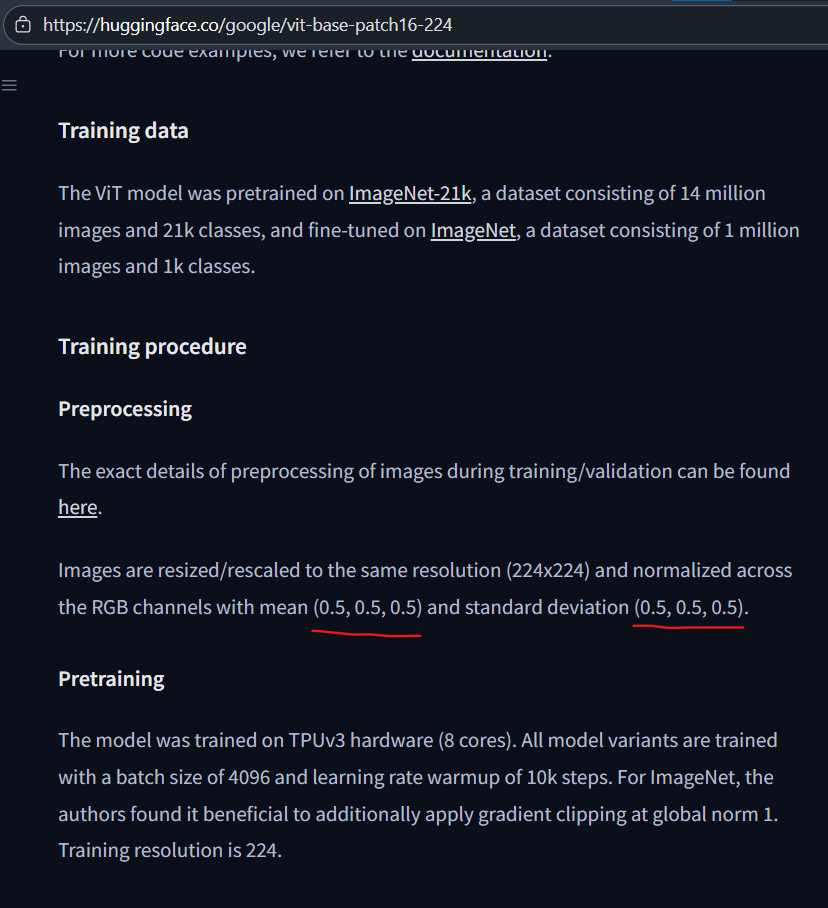 https://huggingface.co/google/vit-base-patch16-224
For more code examples, we refer to the documentation.
Training data
The ViT model was pretrained on ImageNet-21k, a dataset consisting of 14 million
images and 21k classes, and fine-tuned on ImageNet, a dataset consisting of 1 million
images and 1k classes.
Training procedure
Preprocessing
The exact details of preprocessing of images during training/validation can be found
here.
Images are resized/rescaled to the same resolution (224x224) and normalized across
the RGB channels with mean (0.5, 0.5, 0.5) and standard deviation (0.5, 0.5, 0.5).
Pretraining
The model was trained on TPUv3 hardware (8 cores). All model variants are trained
with a batch size of 4096 and learning rate warmup of 10k steps. For ImageNet, the
authors found it beneficial to additionally apply gradient clipping at global norm 1.
Training resolution is 224.